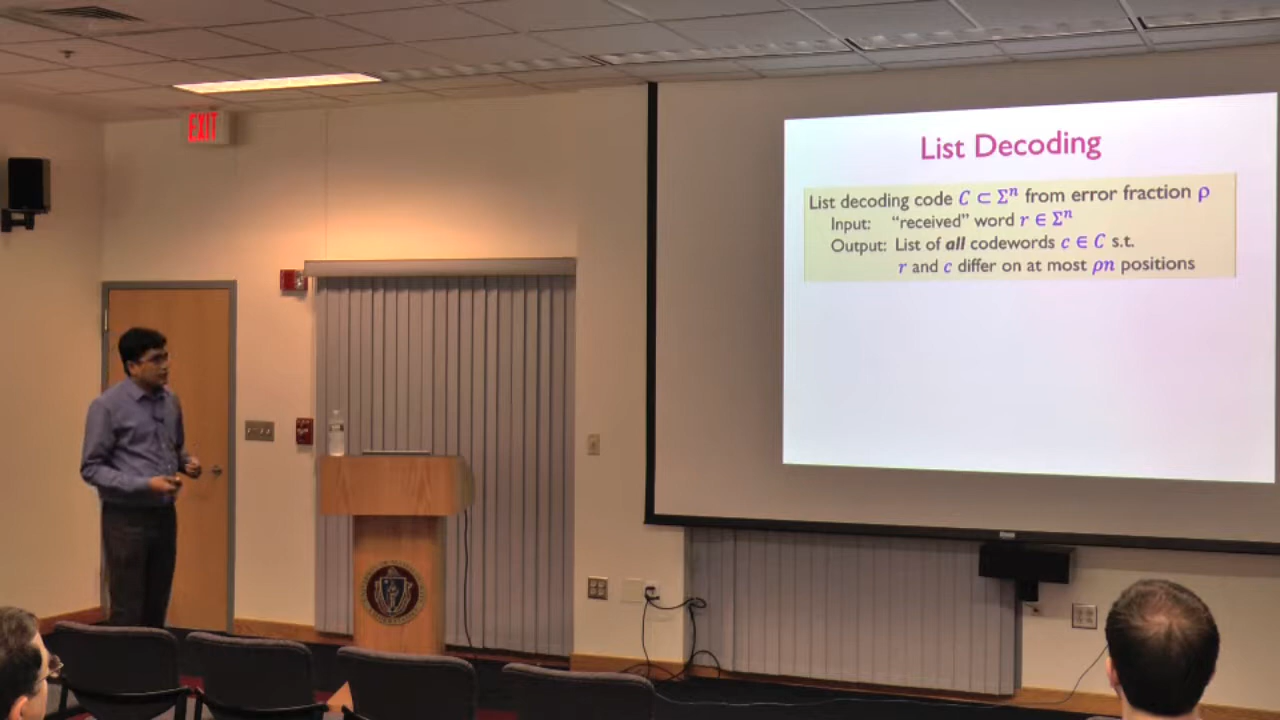 EXIT
List Decoding
List decoding code C ⊂ Σⁿ from error fraction ρ
Input: “received” word r ∈ Σⁿ
Output: List of all codewords c ∈ C s.t.
r and c differ on at most ρn positions